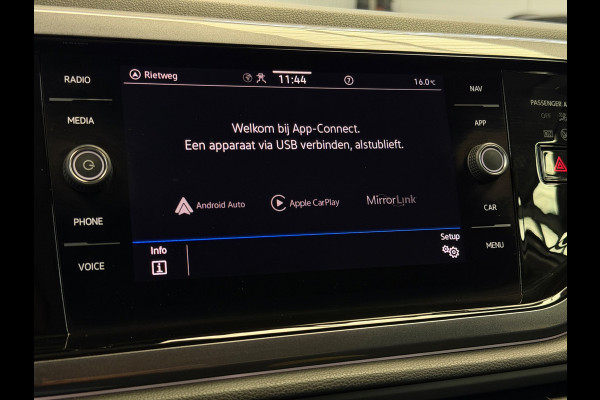 RADIO
MEDIA
PHONE
VOICE
Rietweg
11:44
16.0°C
Welkom bij App-Connect.
Een apparaat via USB verbinden, alstublieft.
Android Auto
Apple CarPlay
MirrorLink
Info
Setup
NAV
APP
CAR
MENU
PASSENGER A
OFF